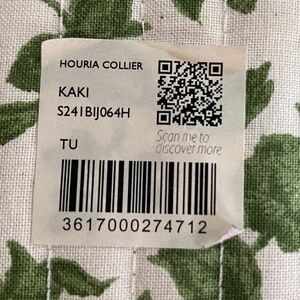 HOURIA COLLIER
KAKI
S241BIJ064H
TU
Scan me to
discover more
3617000274712